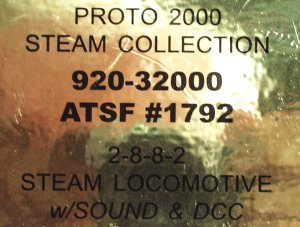 PROTO 2000
STEAM COLLECTION
920-32000
ATSF #1792
2-8-8-2
STEAM LOCOMOTIVE
w/SOUND & DCC